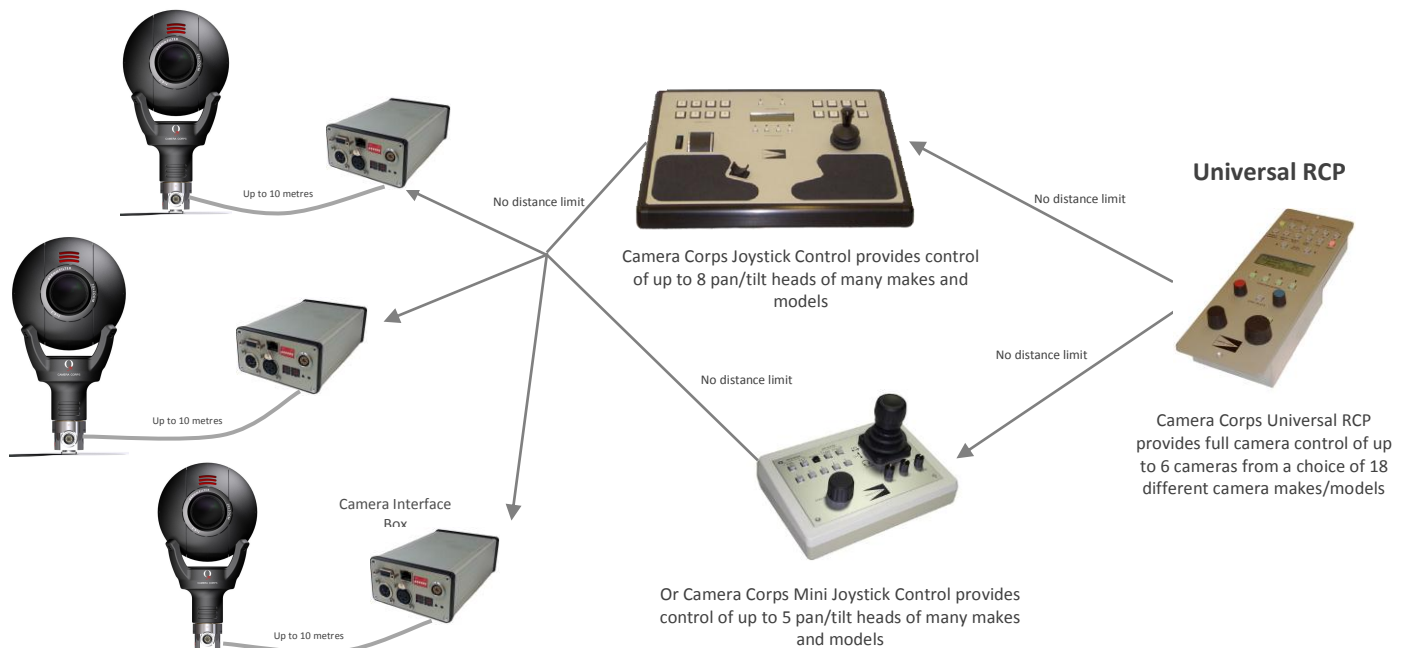 Up to 10 metres
No distance limit
No distance limit
Universal RCP
Camera Corps Joystick Control provides control
of up to 8 pan/tilt heads of many makes and
models
Up to 10 metres
No distance limit
No distance limit
Camera Corps Universal RCP
provides full camera control of up
to 6 cameras from a choice of 18
different camera makes/models
Camera Interface
Box
Up to 10 metres
Or Camera Corps Mini Joystick Control provides
control of up to 5 pan/tilt heads of many makes
and models